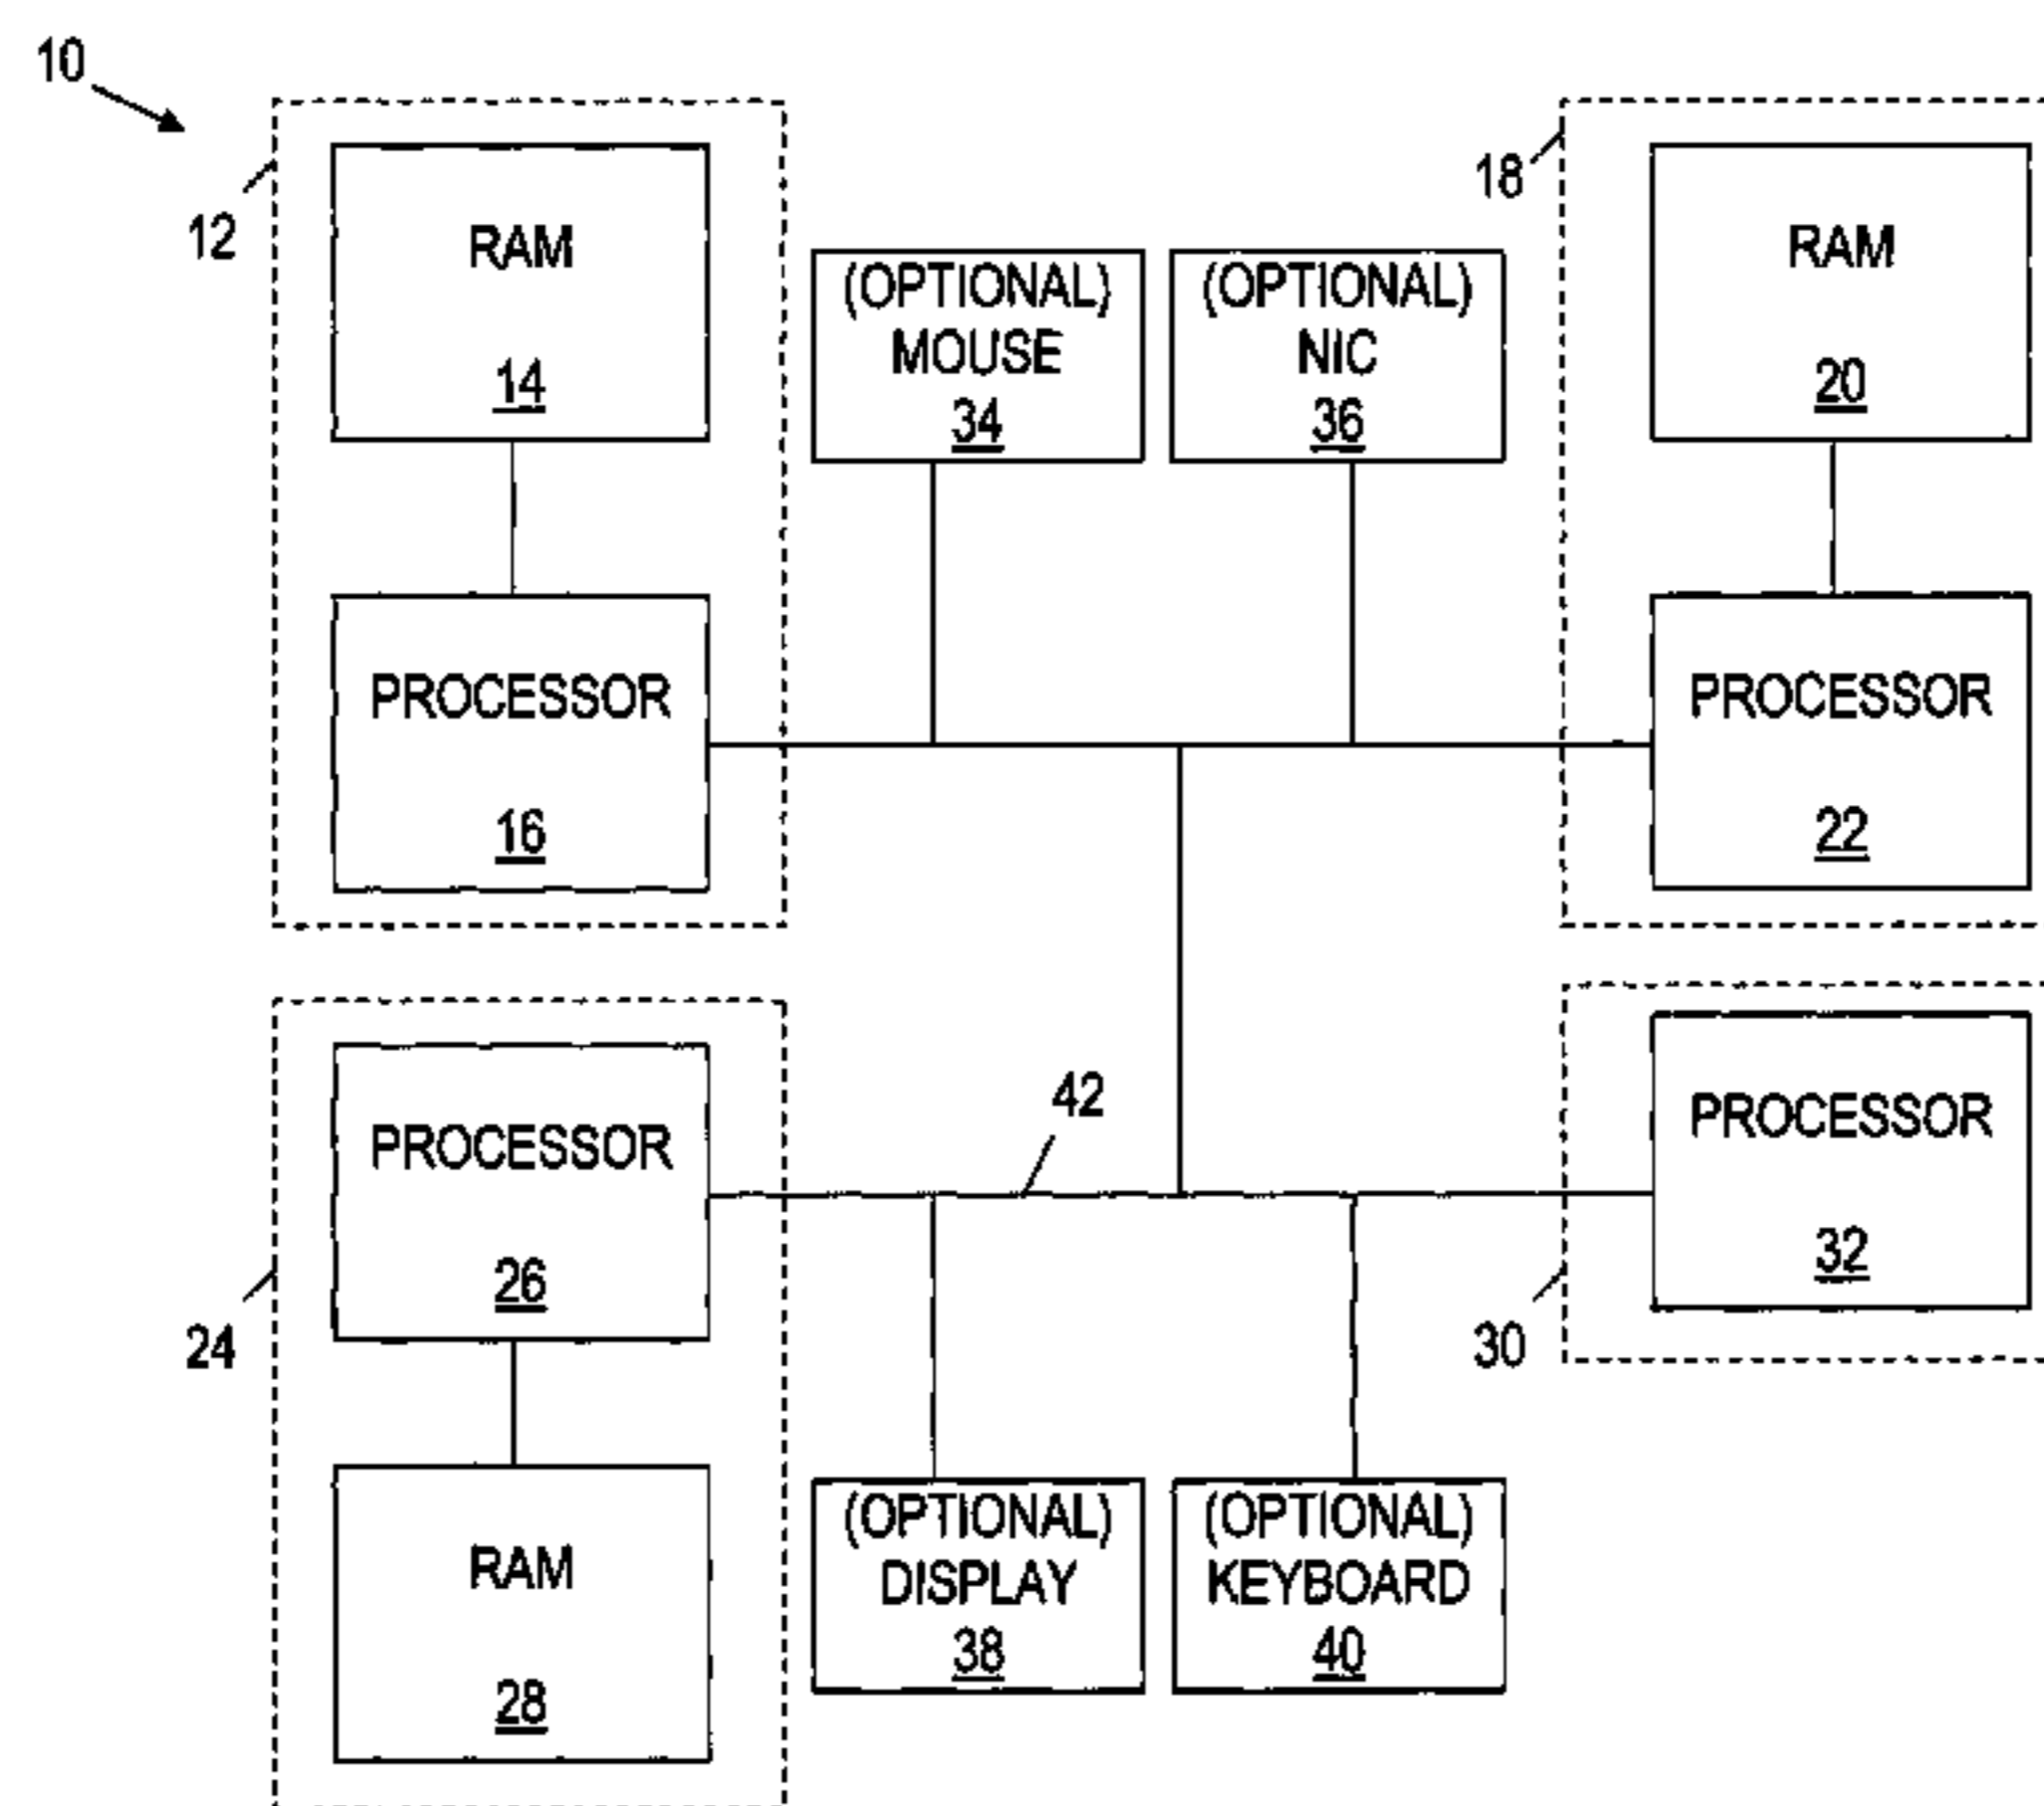 10
12
RAM
14
PROCESSOR
16
(OPTIONAL)
MOUSE
34
(OPTIONAL)
NIC
36
18
RAM
20
PROCESSOR
22
24
PROCESSOR
26
RAM
28
42
(OPTIONAL)
DISPLAY
38
(OPTIONAL)
KEYBOARD
40
30
PROCESSOR
32